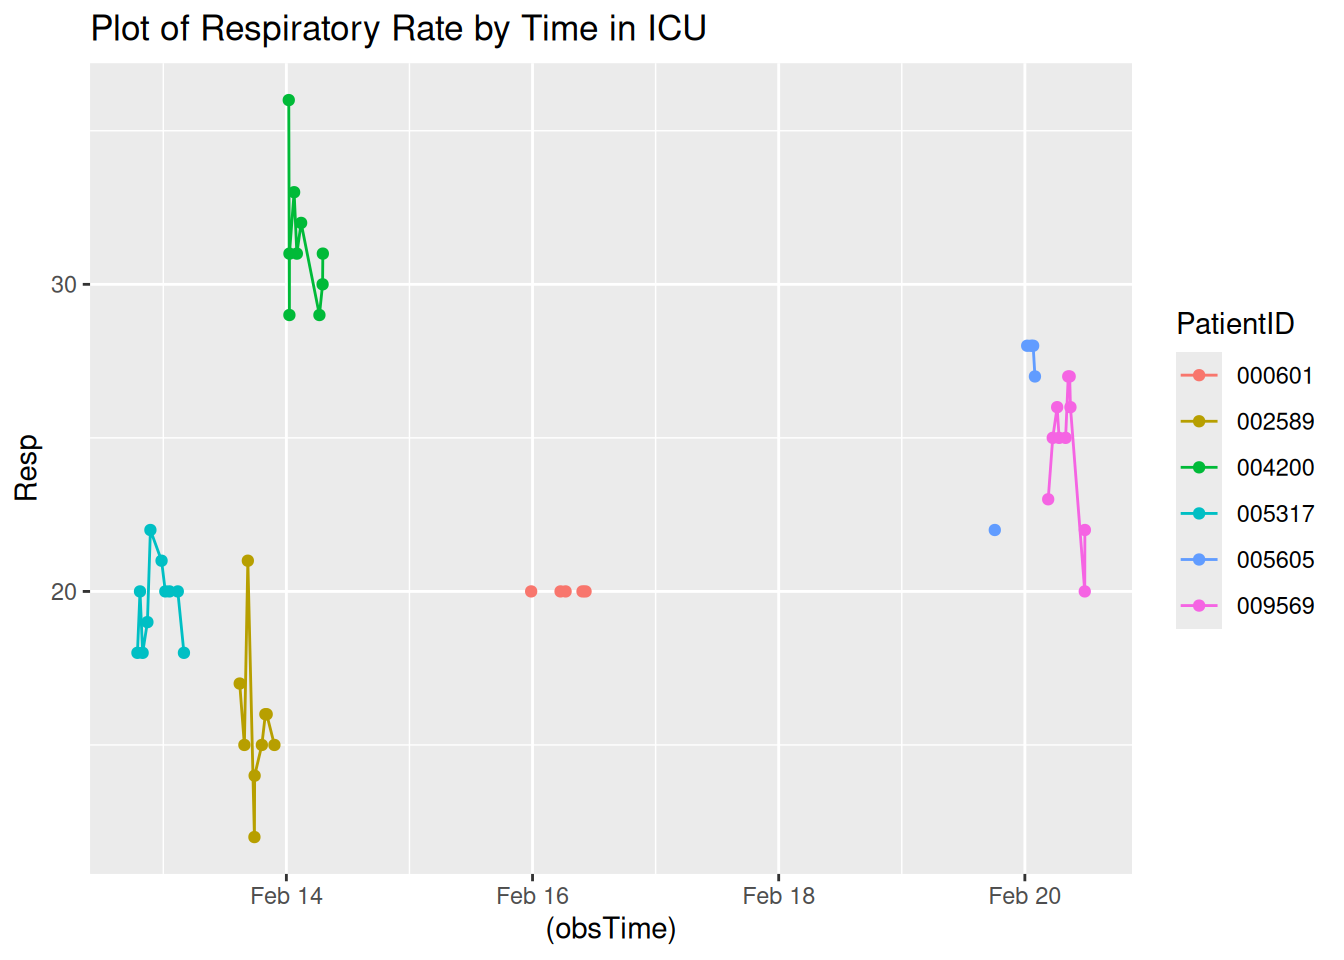 Plot of Respiratory Rate by Time in ICU
Resp
30
20
Feb 14
Feb 16
Feb 18
Feb 20
(obsTime)
PatientID
000601
002589
004200
005317
005605
009569